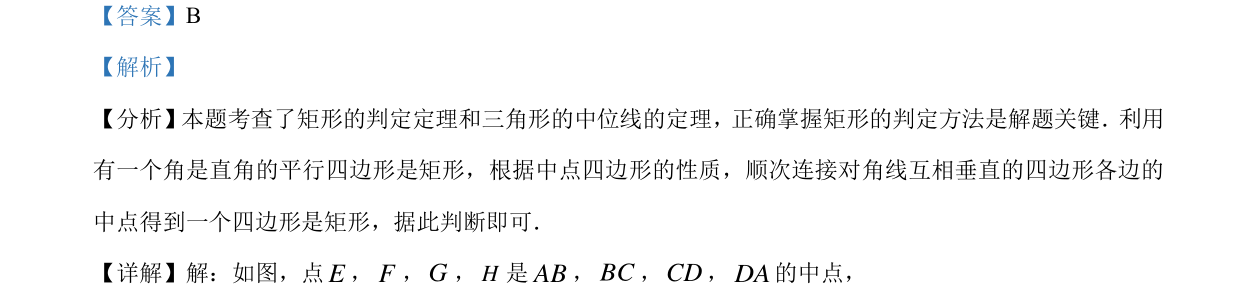 【答案】B
【解析】
【分析】本题考查了矩形的判定定理和三角形的中位线的定理，正确掌握矩形的判定方法是解题关键．利用
有一个角是直角的平行四边形是矩形，根据中点四边形的性质，顺次连接对角线互相垂直的四边形各边的
中点得到一个四边形是矩形，据此判断即可．
【详解】解：如图，点E，F，G，H是AB，BC，CD，DA的中点，